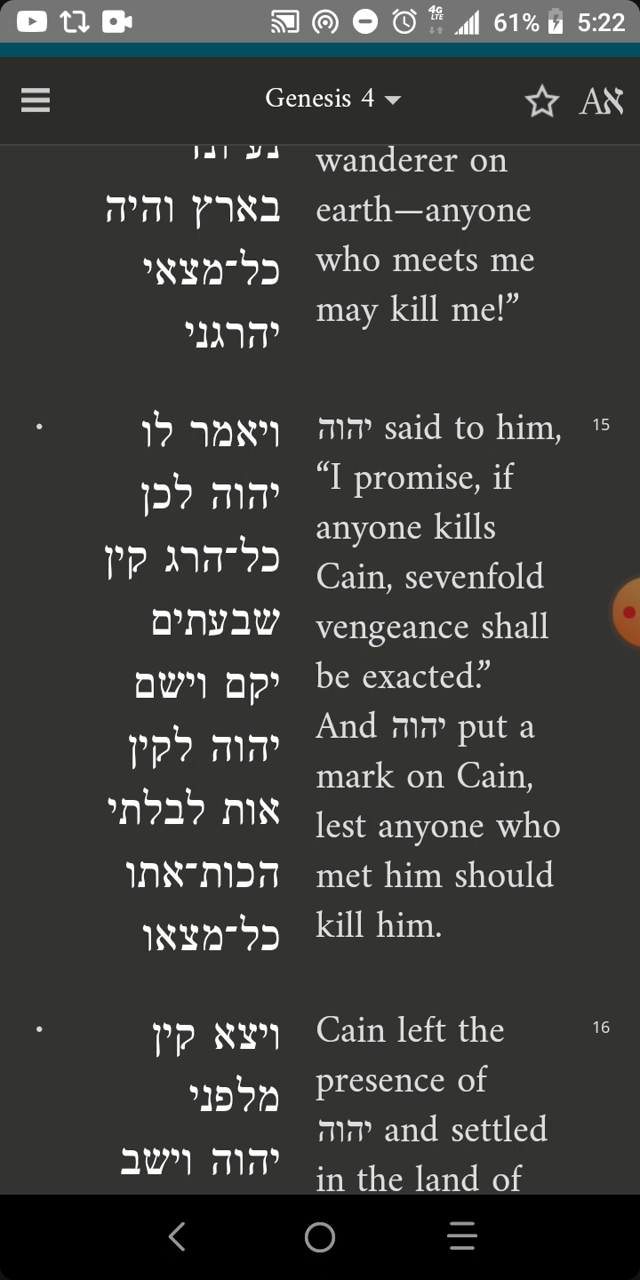 61% 5:22
Genesis 4
wanderer on
earth—anyone
who meets me
may kill me!”
בארץ והיה
כל־מצאי
יהרגני
15
יהוה said to him,
“I promise, if
anyone kills
Cain, sevenfold
vengeance shall
be exacted.”
And יהוה put a
mark on Cain,
lest anyone who
met him should
kill him.
ויאמר לו
יהוה לכן
כל־הרג קין
שבעתים
יקם וישם
יהוה לקין
אות לבלתי
הכות־אתו
כל־מצאו
16
Cain left the
presence of
יהוה and settled
in the land of
ויצא קין
מלפני
יהוה וישב